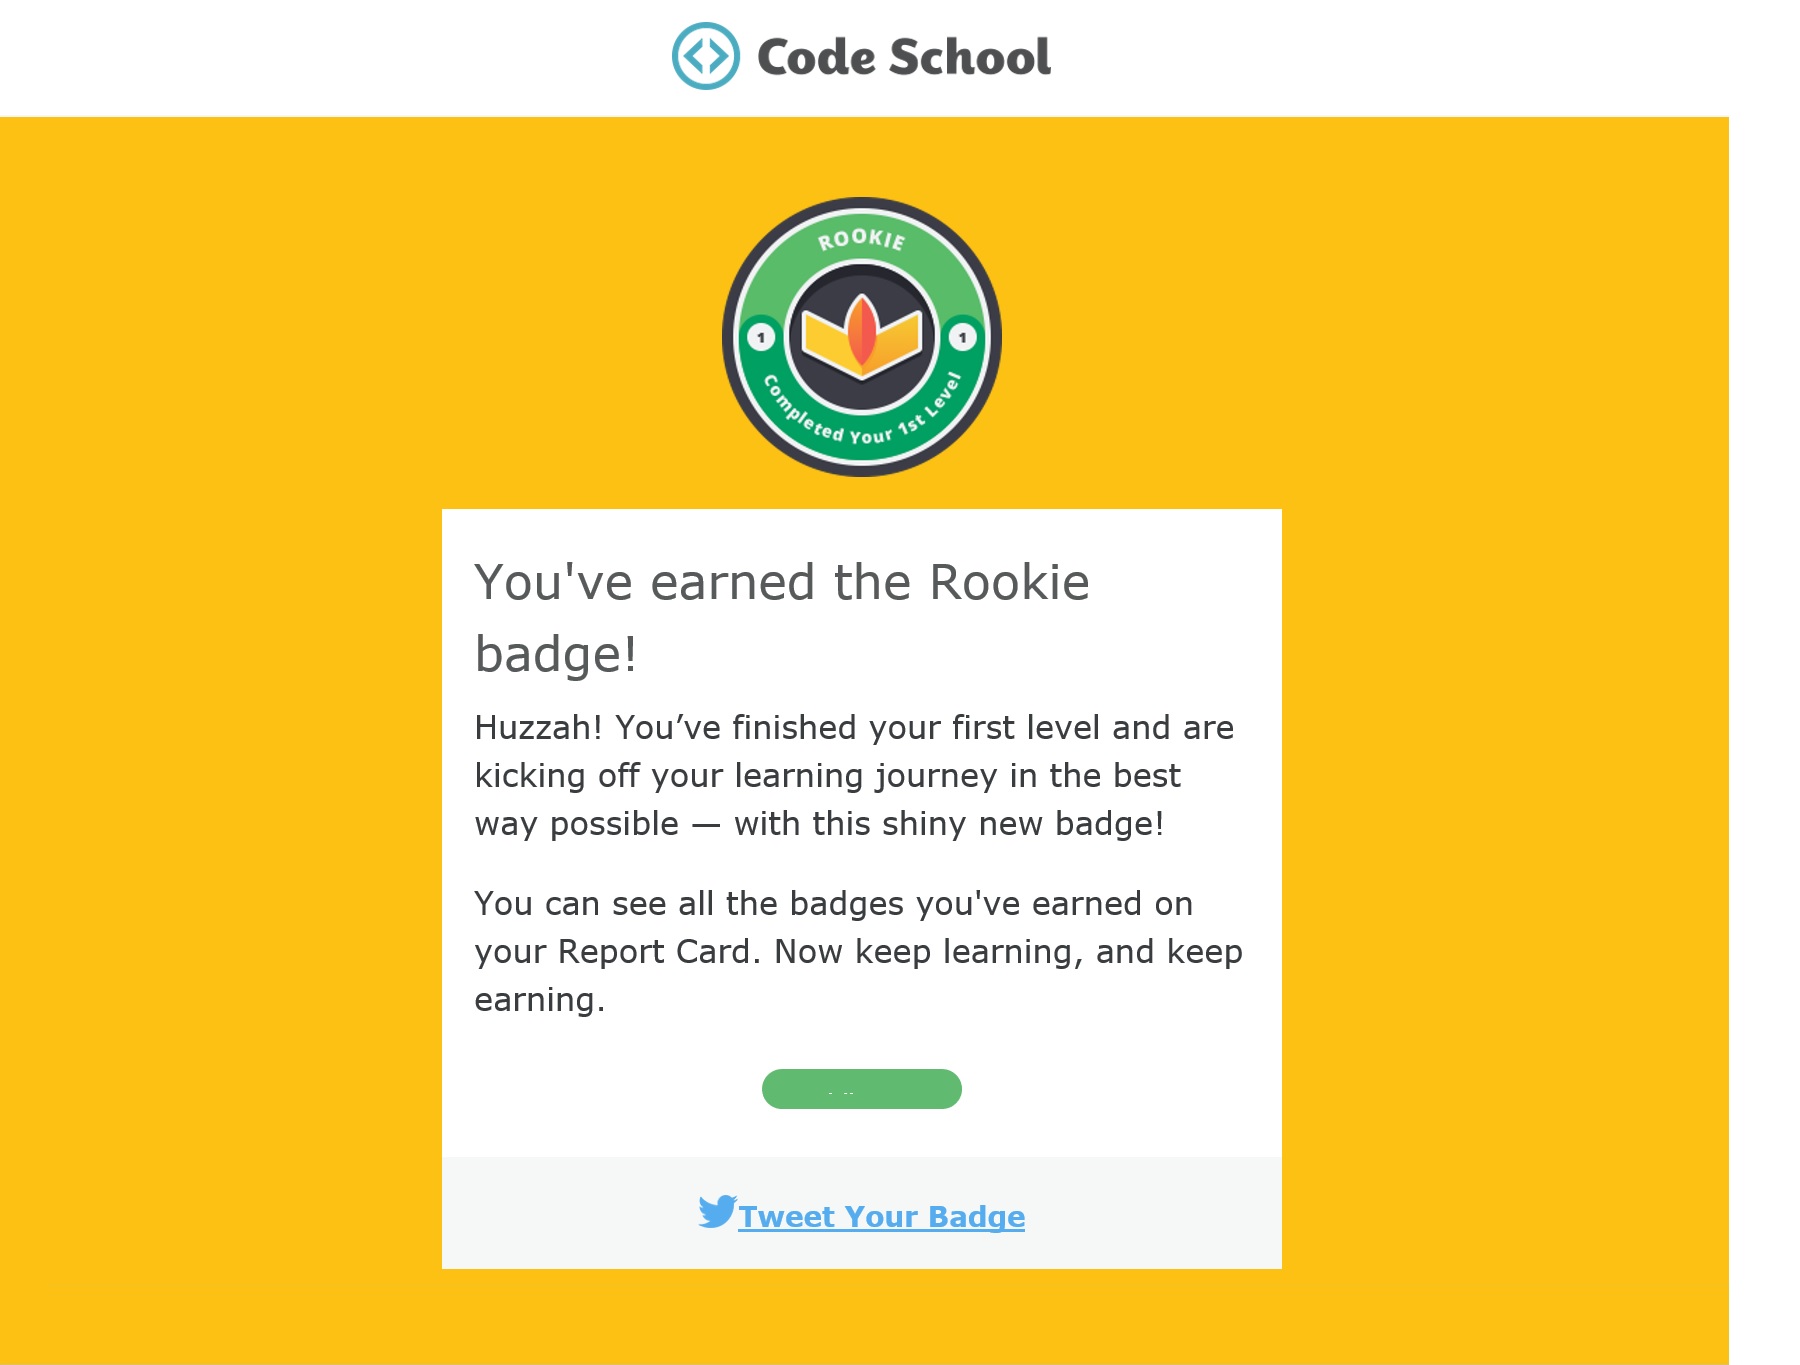 Code School
ROOKIE
1
1
Completed Your 1st Level
You've earned the Rookie
badge!
Huzzah! You’ve finished your first level and are
kicking off your learning journey in the best
way possible — with this shiny new badge!
You can see all the badges you've earned on
your Report Card. Now keep learning, and keep
earning.
Tweet Your Badge